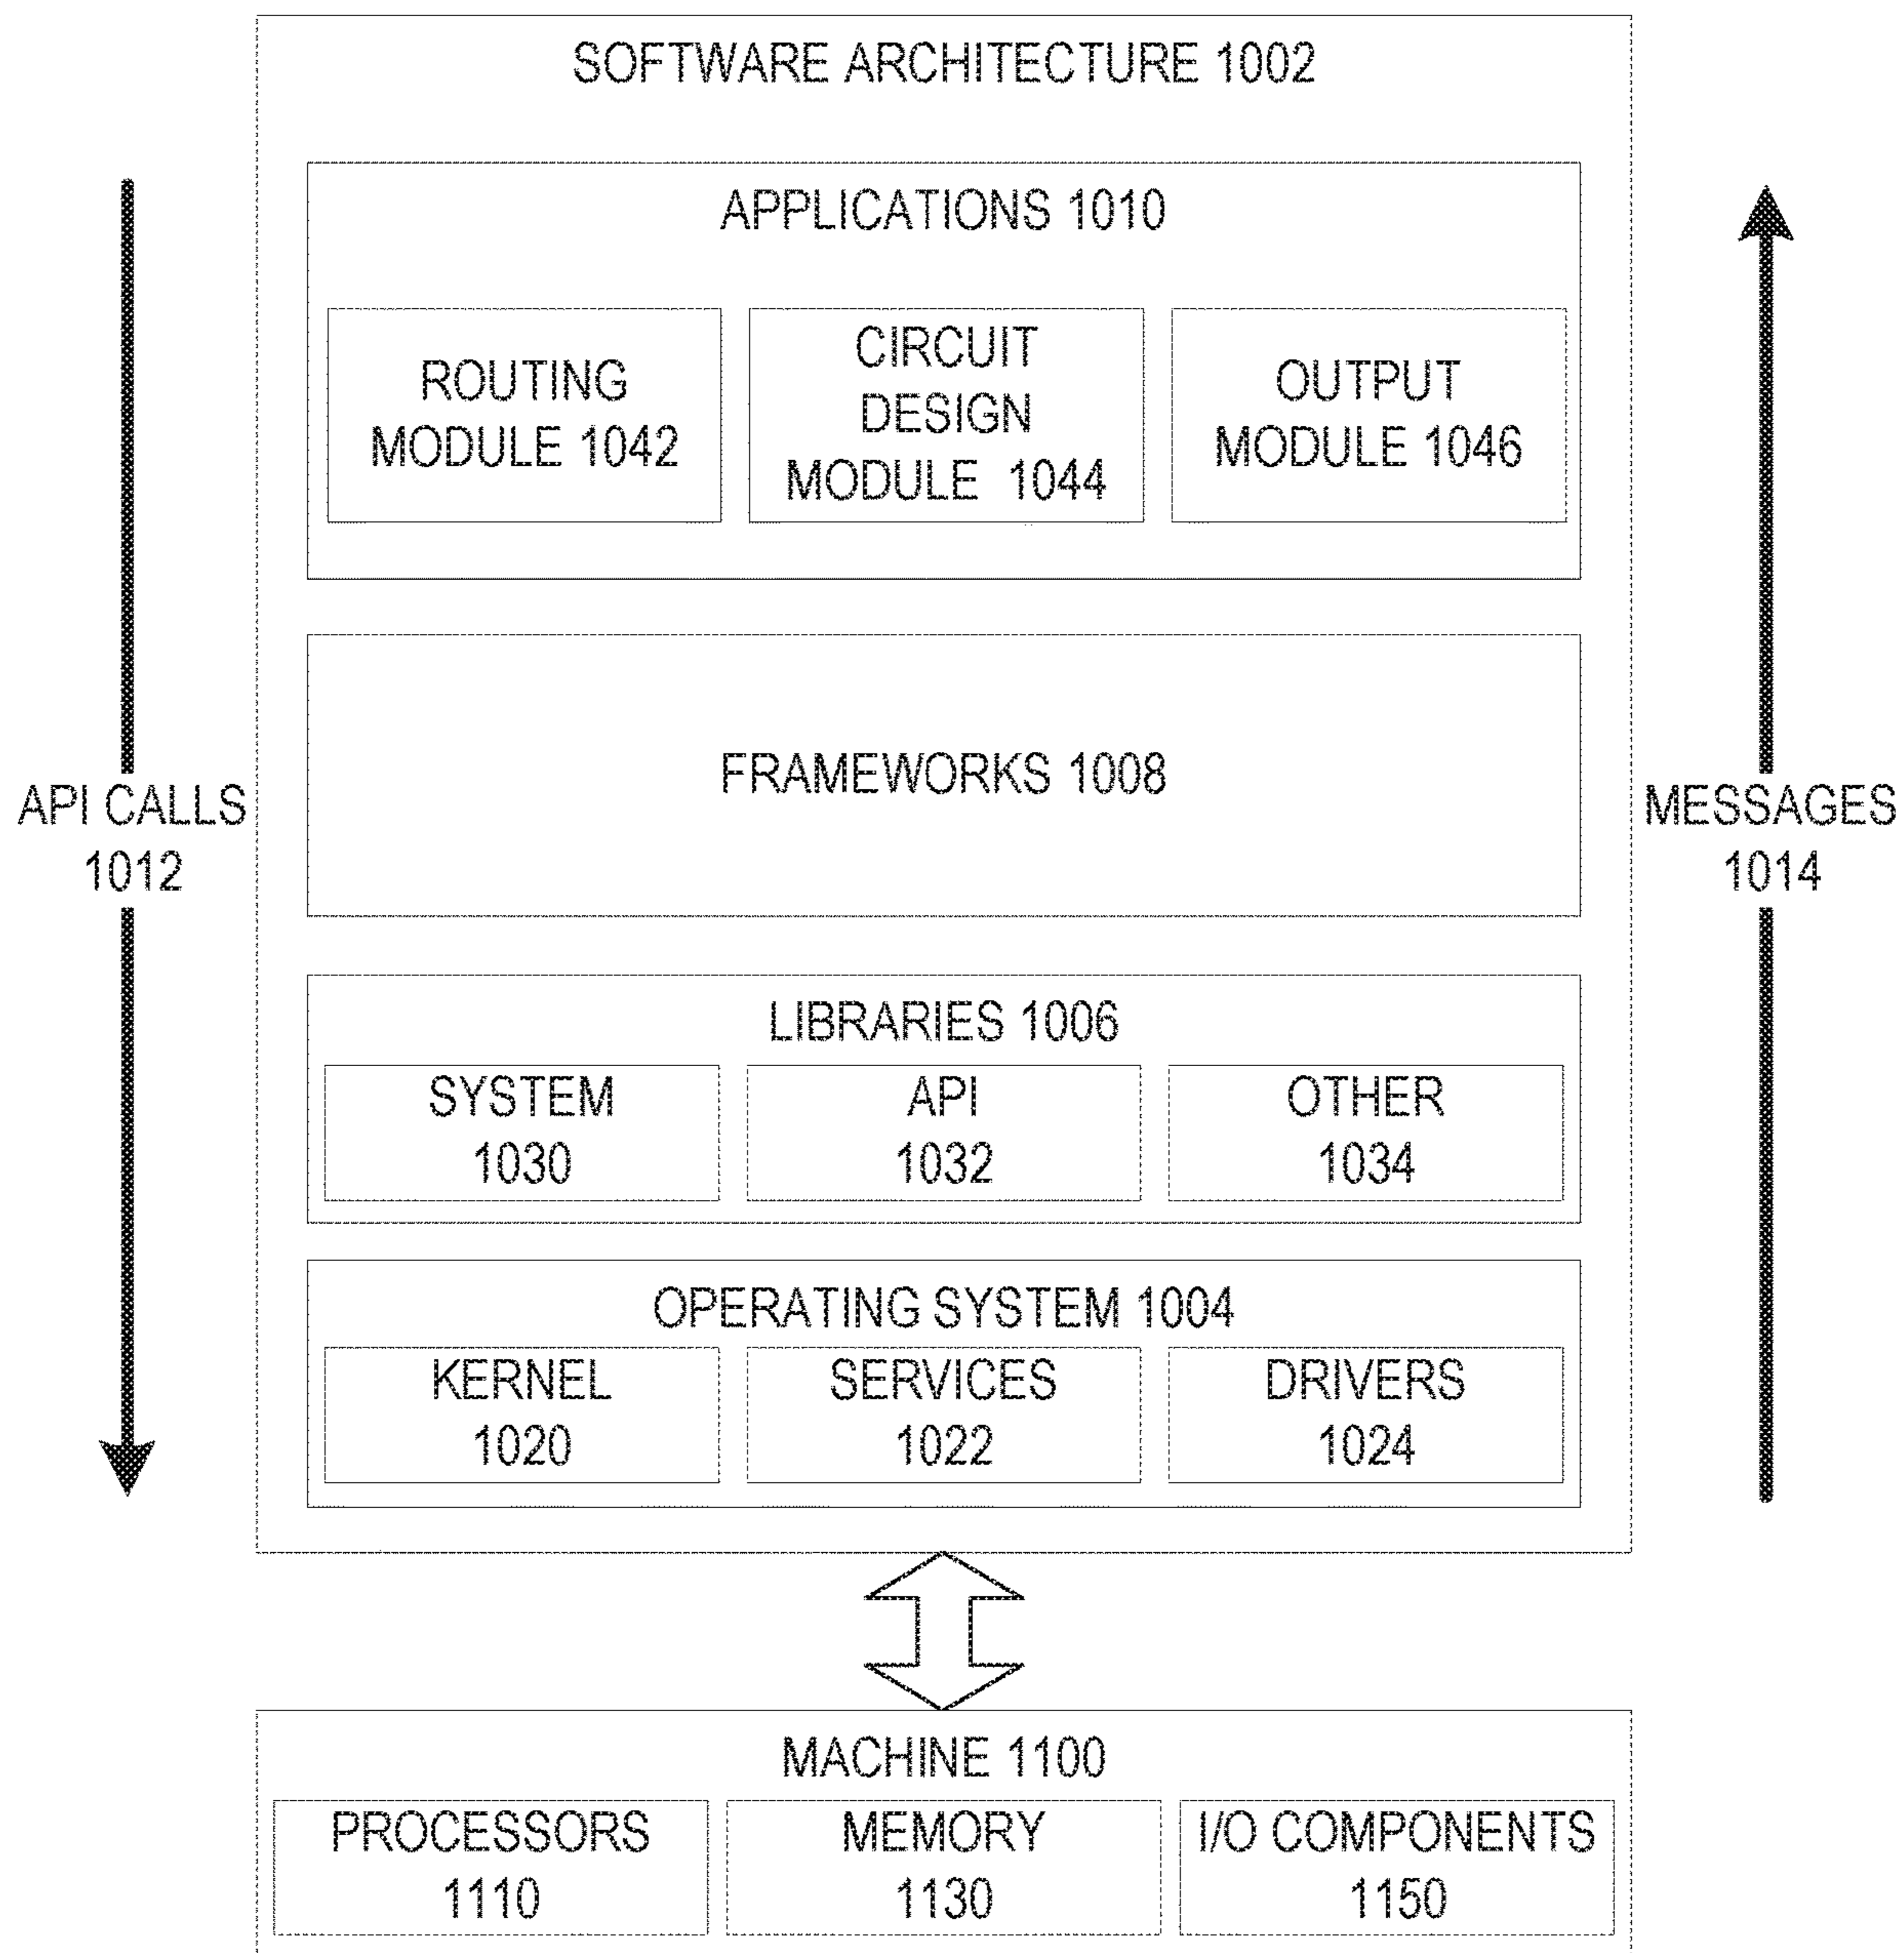 SOFTWARE ARCHITECTURE 1002
APPLICATIONS 1010
ROUTING
MODULE 1042
CIRCUIT
DESIGN
MODULE 1044
OUTPUT
MODULE 1046
FRAMEWORKS 1008
API CALLS
1012
MESSAGES
1014
LIBRARIES 1006
SYSTEM
1030
API
1032
OTHER
1034
OPERATING SYSTEM 1004
KERNEL
1020
SERVICES
1022
DRIVERS
1024
MACHINE 1100
PROCESSORS
1110
MEMORY
1130
I/O COMPONENTS
1150